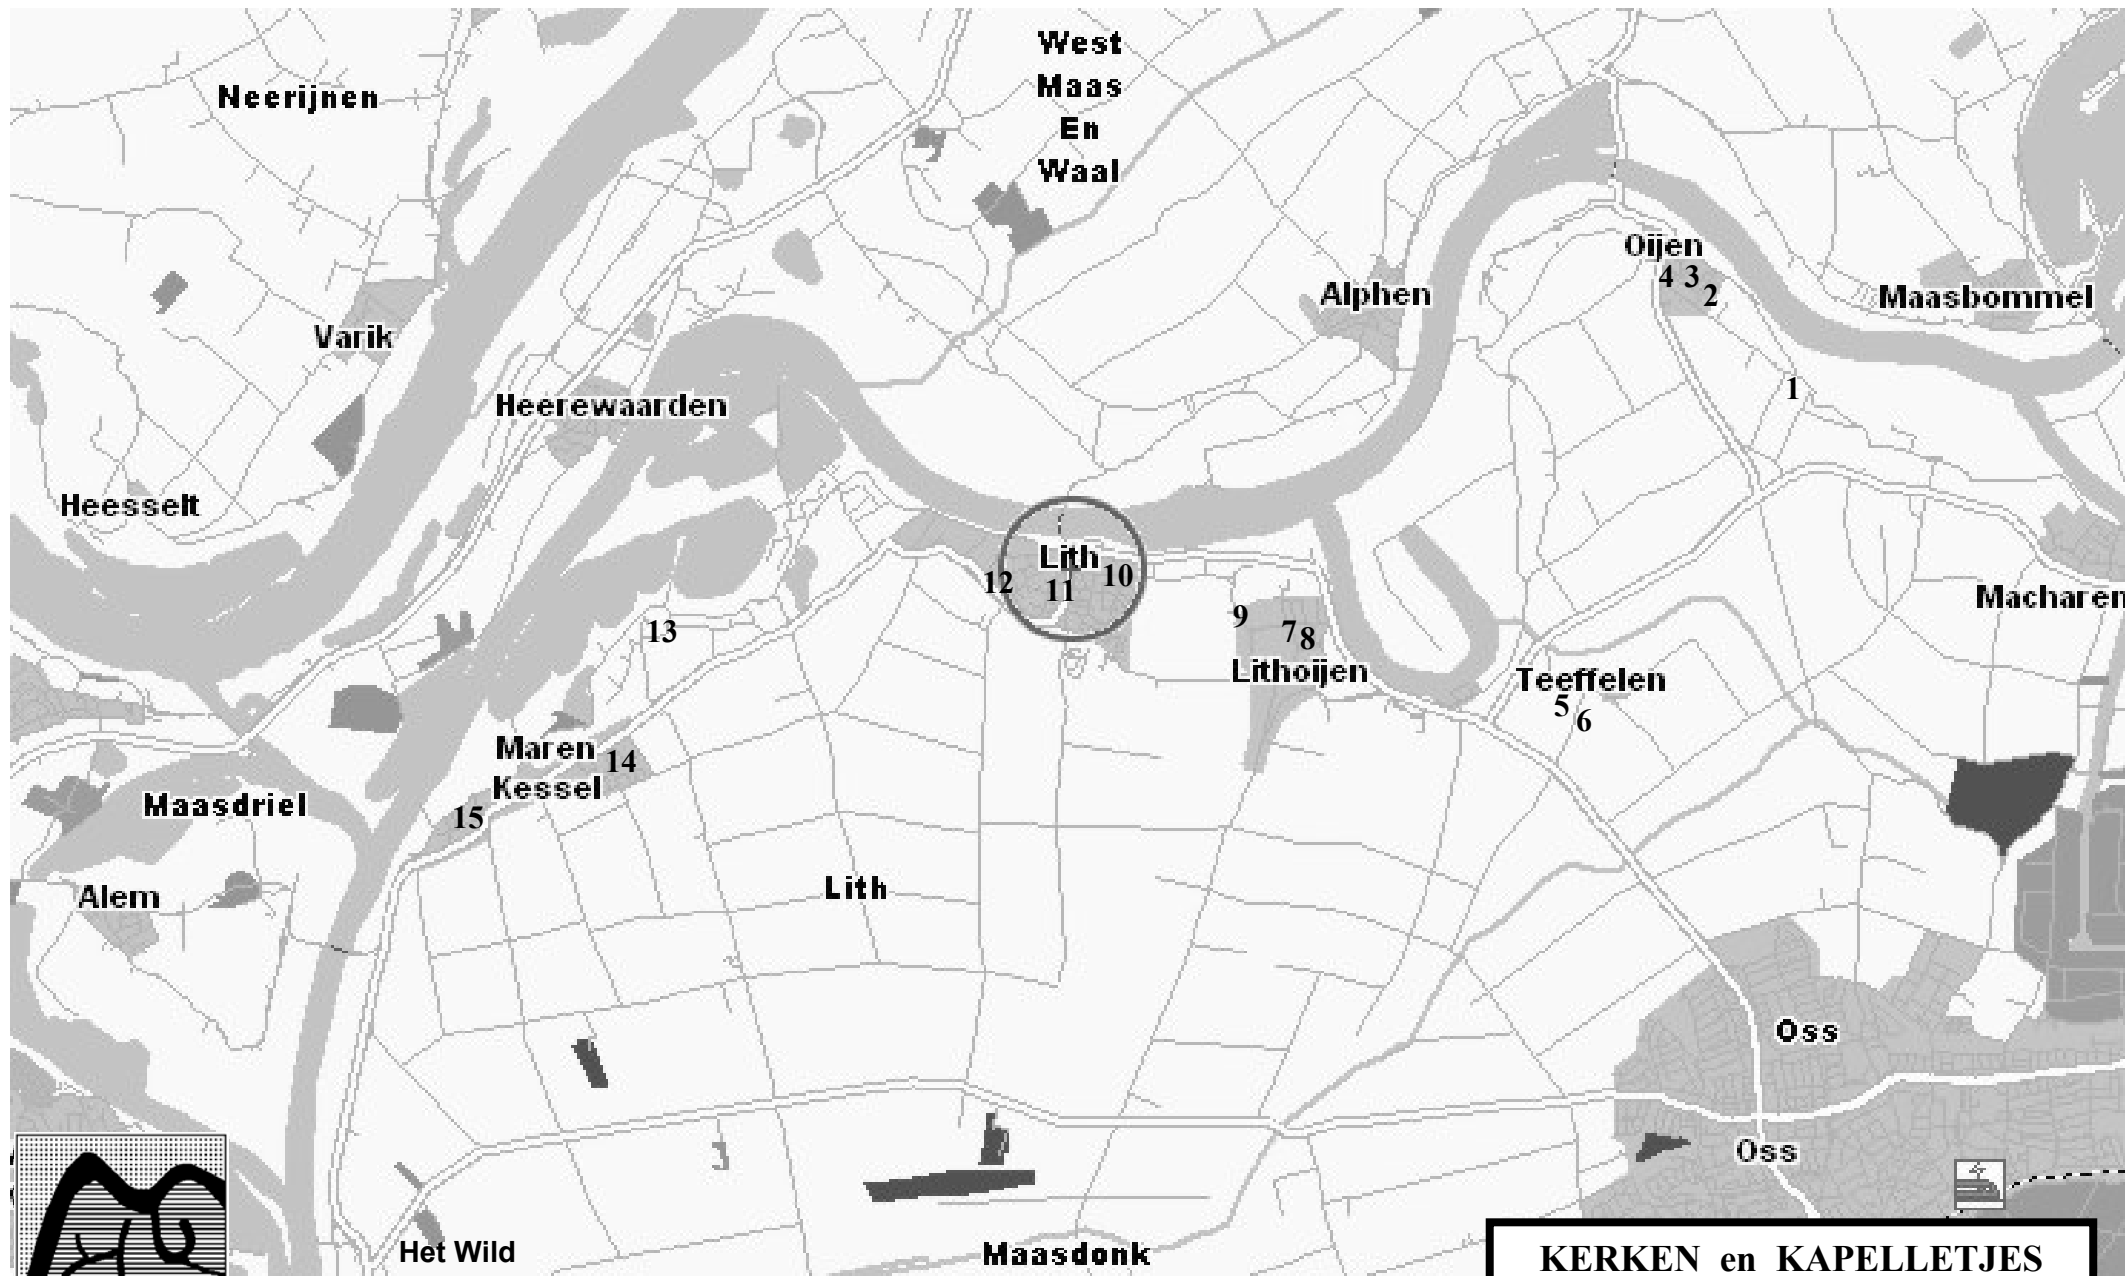 West
Maas
En
Waal
Neerijnen
Oijen
4 3 2
Alphen
Maasbommel
Varik
1
Heerewaarden
Heesselt
Lith
12 11 10
9
7 8
Macharen
13
Lithoijen
Teeffelen
5 6
Maren
Kessel
14
15
Maasdriel
Alem
Lith
Oss
Oss
Het Wild
Maasdonk
KERKEN en KAPELLETJES